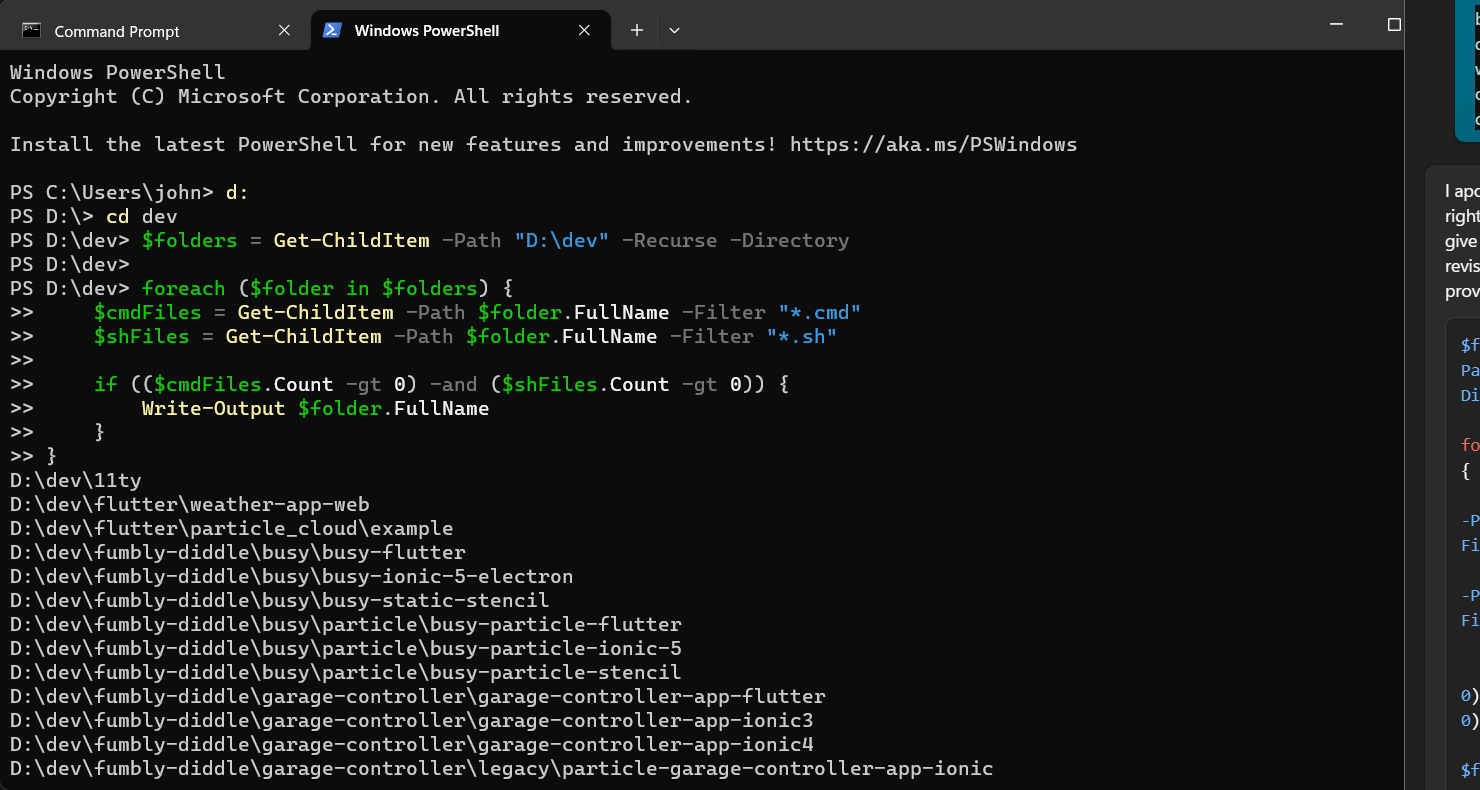 Command Prompt
Windows PowerShell
Windows PowerShell
Copyright (C) Microsoft Corporation. All rights reserved.
Install the latest PowerShell for new features and improvements! https://aka.ms/PSWindows
PS C:\Users\john> d:
PS D:\> cd dev
PS D:\dev> $folders = Get-ChildItem -Path "D:\dev" -Recurse -Directory
PS D:\dev>
PS D:\dev> foreach ($folder in $folders) {
>>     $cmdFiles = Get-ChildItem -Path $folder.FullName -Filter "*.cmd"
>>     $shFiles = Get-ChildItem -Path $folder.FullName -Filter "*.sh"
>>
>>     if (($cmdFiles.Count -gt 0) -and ($shFiles.Count -gt 0)) {
>>         Write-Output $folder.FullName
>>     }
>> }
D:\dev\11ty
D:\dev\flutter\weather-app-web
D:\dev\flutter\particle_cloud\example
D:\dev\fumbly-diddle\busy\busy-flutter
D:\dev\fumbly-diddle\busy\busy-ionic-5-electron
D:\dev\fumbly-diddle\busy\busy-static-stencil
D:\dev\fumbly-diddle\busy\particle\busy-particle-flutter
D:\dev\fumbly-diddle\busy\particle\busy-particle-ionic-5
D:\dev\fumbly-diddle\busy\particle\busy-particle-stencil
D:\dev\fumbly-diddle\garage-controller\garage-controller-app-flutter
D:\dev\fumbly-diddle\garage-controller\garage-controller-app-ionic3
D:\dev\fumbly-diddle\garage-controller\garage-controller-app-ionic4
D:\dev\fumbly-diddle\garage-controller\legacy\particle-garage-controller-app-ionic
I apo
right
give
revis
prov
$f
Pa
Di
fo
{
-P
Fi
-P
Fi
0)
0)
$f